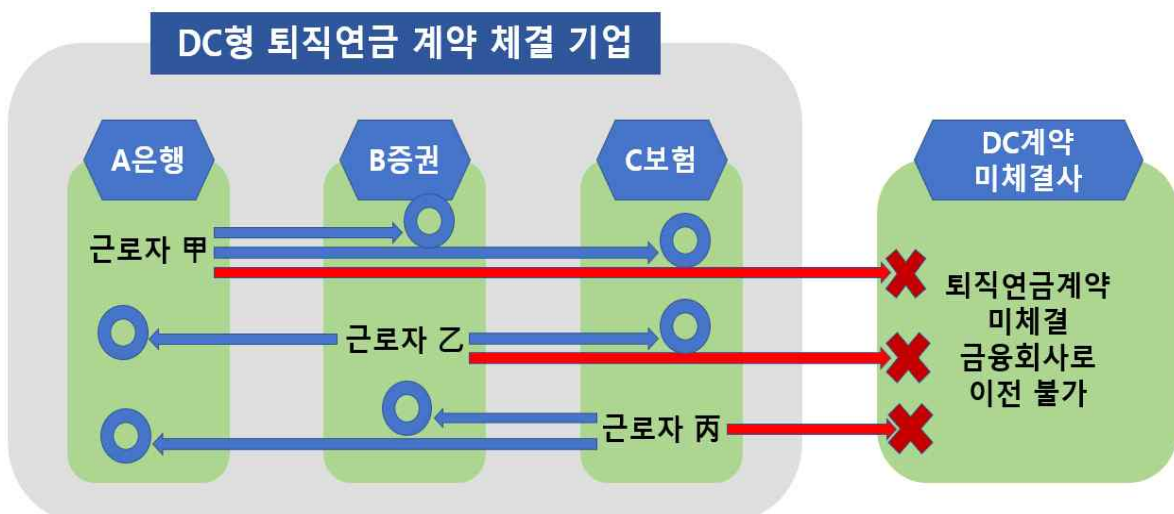 DC형 퇴직연금 계약 체결 기업
A은행
B증권
C보험
DC계약
미체결사
근로자 甲
근로자 乙
근로자 丙
퇴직연금계약
미체결
금융회사로
이전 불가